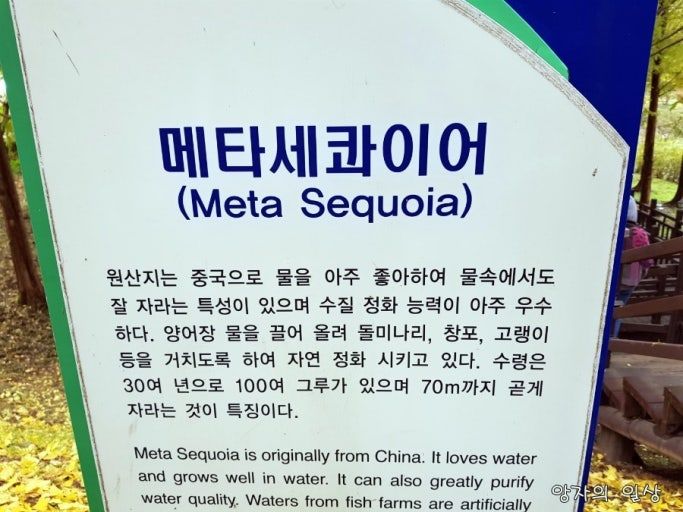 메타세콰이어
(Meta Sequoia)
원산지는 중국으로 물을 아주 좋아하여 물속에서도
잘 자라는 특성이 있으며 수질 정화 능력이 아주 우수
하다. 양어장 물을 끌어 올려 돌미나리, 창포, 고랭이
등을 거치도록 하여 자연 정화 시키고 있다. 수령은
30여 년으로 100여 그루가 있으며 70m까지 곧게
자라는 것이 특징이다.
Meta Sequoia is originally from China. It loves water
and grows well in water. It can also greatly purify
water quality. Waters from fish farms are artificially
앙자의 일상